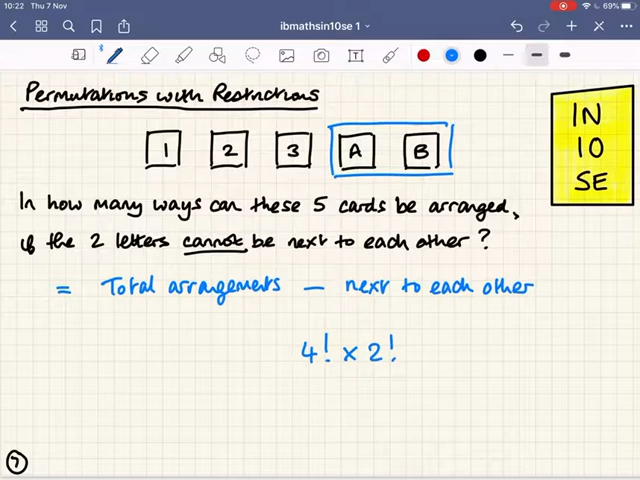 10:22 Thu 7 Nov
69%
ibmathsin10se 1
Permutations with Restrictions
1 2 3 A B
IN
10
SE
In how many ways can these 5 cards be arranged,
if the 2 letters cannot be next to each other?
= Total arrangements – next to each other
4! × 2!
7